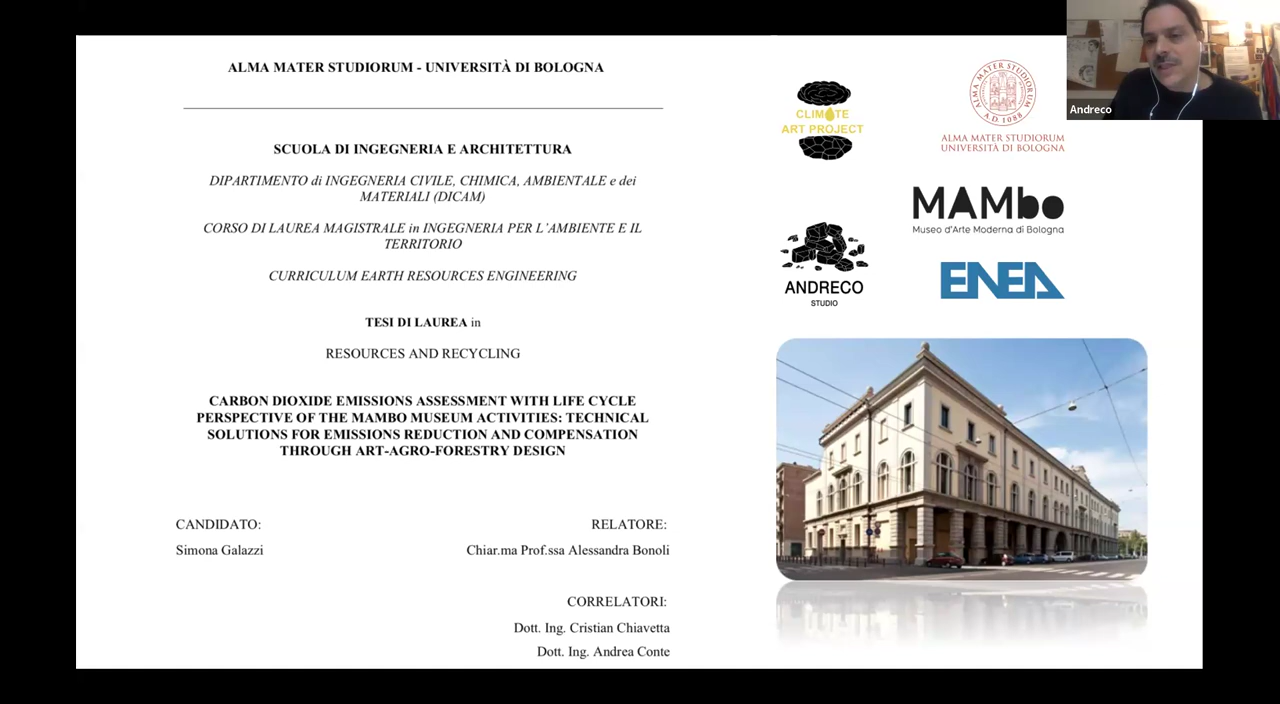 ALMA MATER STUDIORUM - UNIVERSITÀ DI BOLOGNA
SCUOLA DI INGEGNERIA E ARCHITETTURA
DIPARTIMENTO di INGEGNERIA CIVILE, CHIMICA, AMBIENTALE e dei
MATERIALI (DICAM)
CORSO DI LAUREA MAGISTRALE in INGEGNERIA PER L'AMBIENTE E IL
TERRITORIO
CURRICULUM EARTH RESOURCES ENGINEERING
TESI DI LAUREA in
RESOURCES AND RECYCLING
CARBON DIOXIDE EMISSIONS ASSESSMENT WITH LIFE CYCLE
PERSPECTIVE OF THE MAMBO MUSEUM ACTIVITIES: TECHNICAL
SOLUTIONS FOR EMISSIONS REDUCTION AND COMPENSATION
THROUGH ART-AGRO-FORESTRY DESIGN
CANDIDATO:
Simona Galazzi
RELATORE:
Chiar.ma Prof.ssa Alessandra Bonoli
CORRELATORI:
Dott. Ing. Cristian Chiavetta
Dott. Ing. Andrea Conte
CLIMATE
ART PROJECT
ALMA MATER STUDIORUM
A.D. 1088
ALMA MATER STUDIORUM
UNIVERSITÀ DI BOLOGNA
MAMbo
Museo d'Arte Moderna di Bologna
ANDRECO
STUDIO
ENEA
Andreco